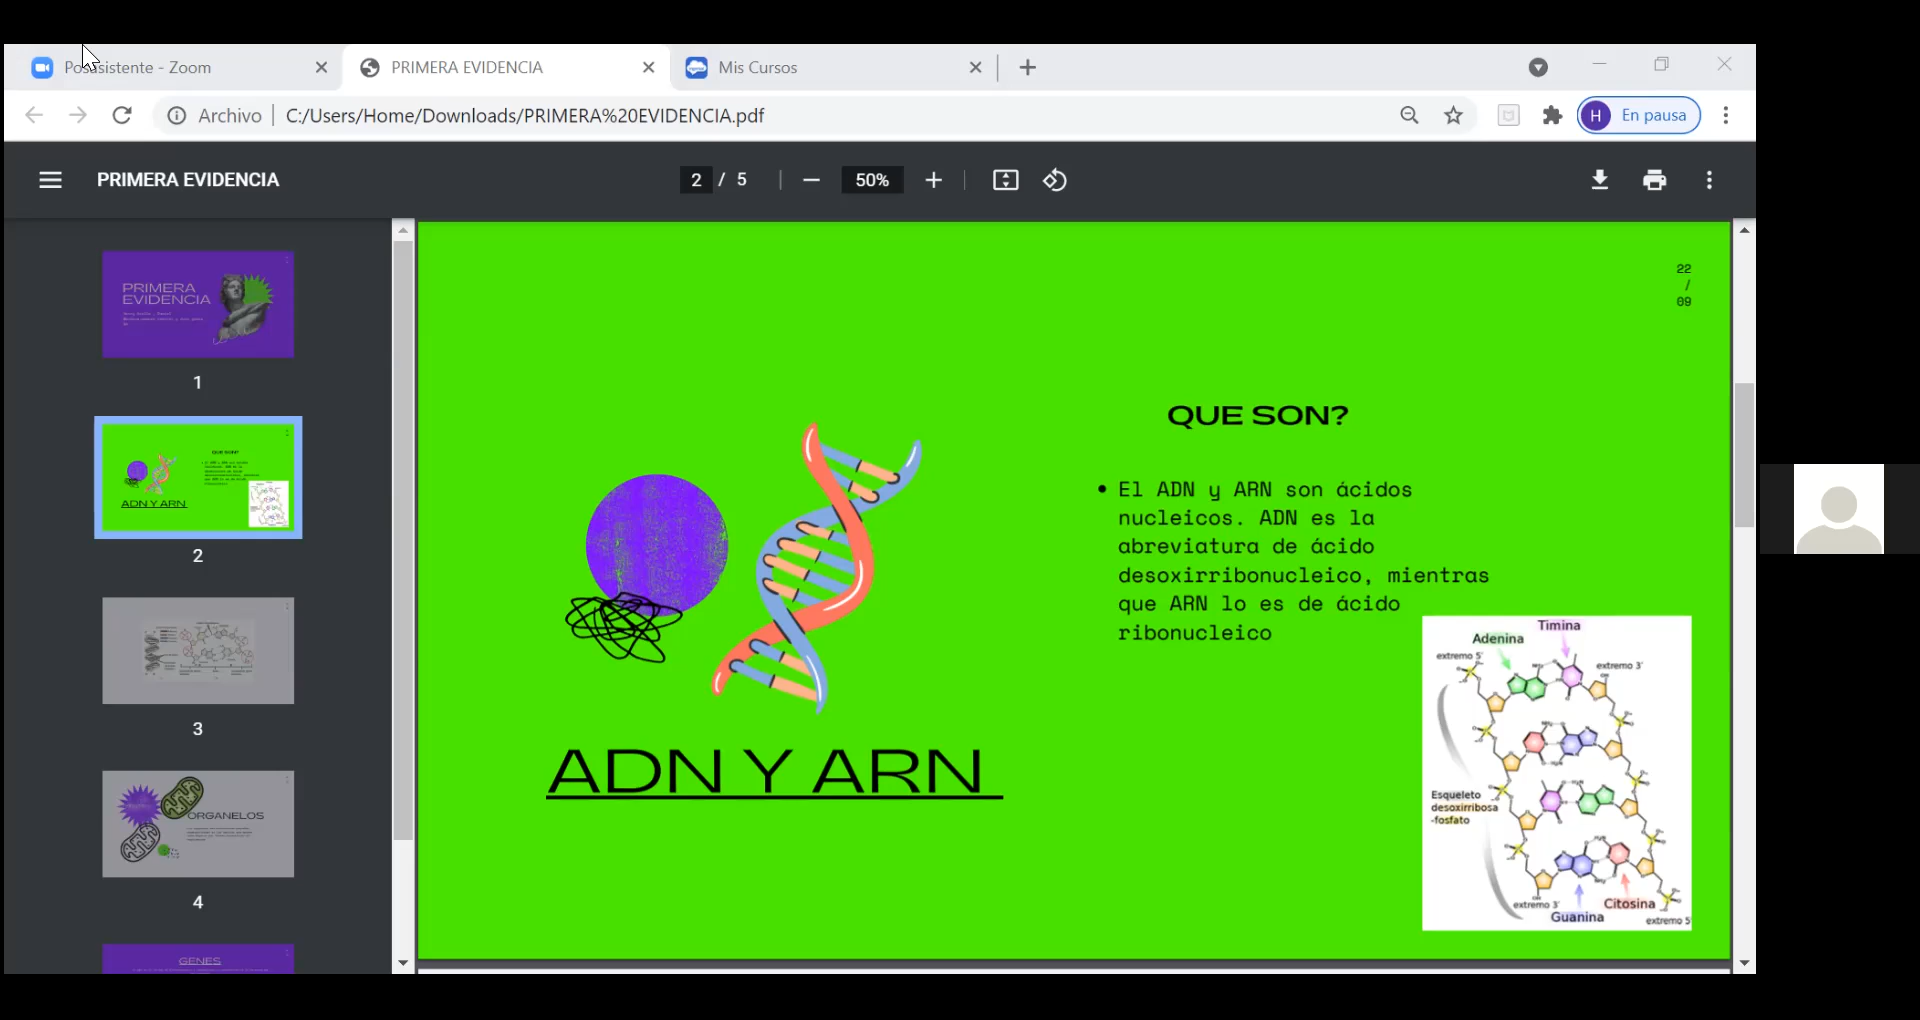 Asistente - Zoom
PRIMERA EVIDENCIA
Mis Cursos
Archivo
C:/Users/Home/Downloads/PRIMERA%20EVIDENCIA.pdf
H
En pausa
PRIMERA EVIDENCIA
2 / 5
50%
PRIMERA
EVIDENCIA
1
QUE SON?
ADN Y ARN
2
3
ORGANELOS
4
GENES
22
/
09
QUE SON?
• El ADN y ARN son ácidos
nucleicos. ADN es la
abreviatura de ácido
desoxirribonucleico, mientras
que ARN lo es de ácido
ribonucleico
ADN Y ARN
Timina
Adenina
extremo 5'
extremo 3'
Esqueleto
desoxirribosa
-fosfato
extremo 3'
Citosina
Guanina
extremo 5